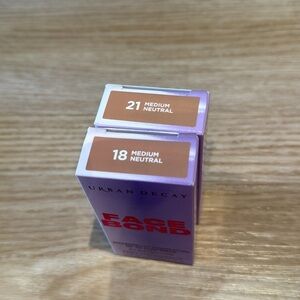 21 MEDIUM
NEUTRAL
18 MEDIUM
NEUTRAL
URBAN DECAY
FACE
BOND